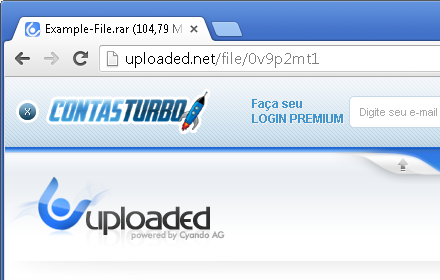 Example-File.rar (104,79 M
uploaded.net/file/0v9p2mt1
CONTASTURBO
Faça seu
LOGIN PREMIUM
Digite seu e-mail
uploaded
powered by Cyando AG